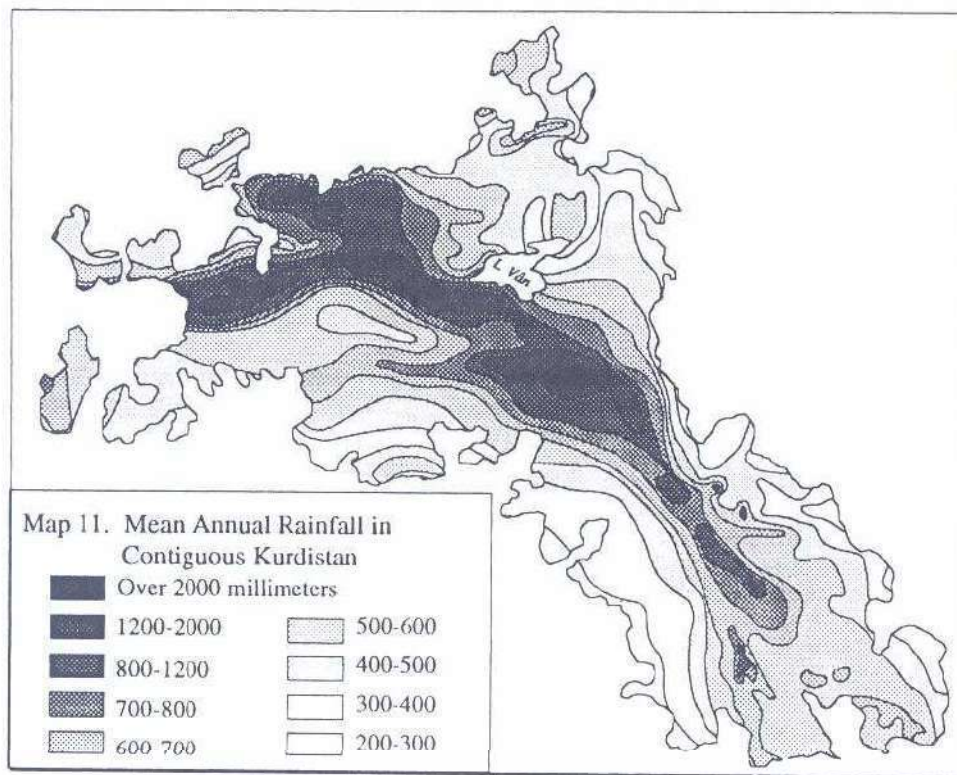 L. Vân
Map 11. Mean Annual Rainfall in
Contiguous Kurdistan
Over 2000 millimeters
1200-2000
800-1200
700-800
600-700
500-600
400-500
300-400
200-300